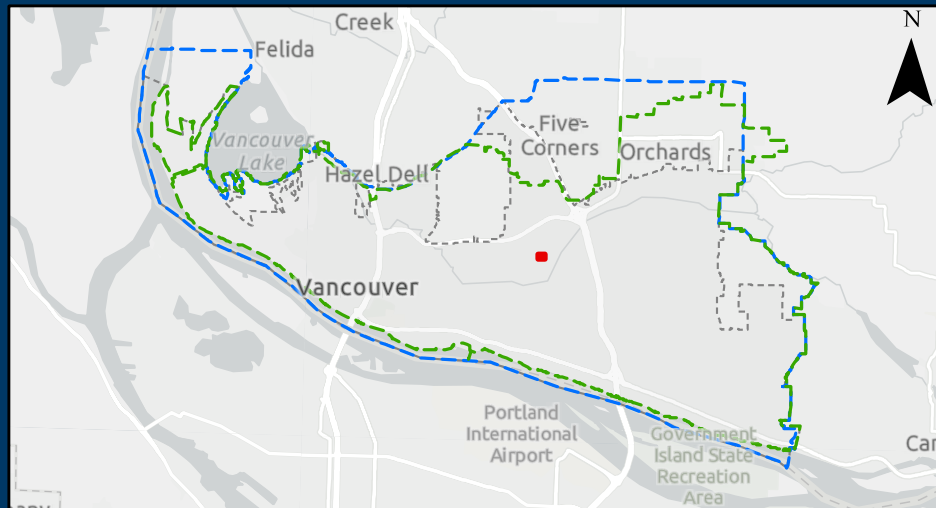 N
Creek
Felida
Vancouver
Lake
Five-
Corners
Orchards
Hazel Dell
Vancouver
Portland
International
Airport
Government
Island State
Recreation
Area